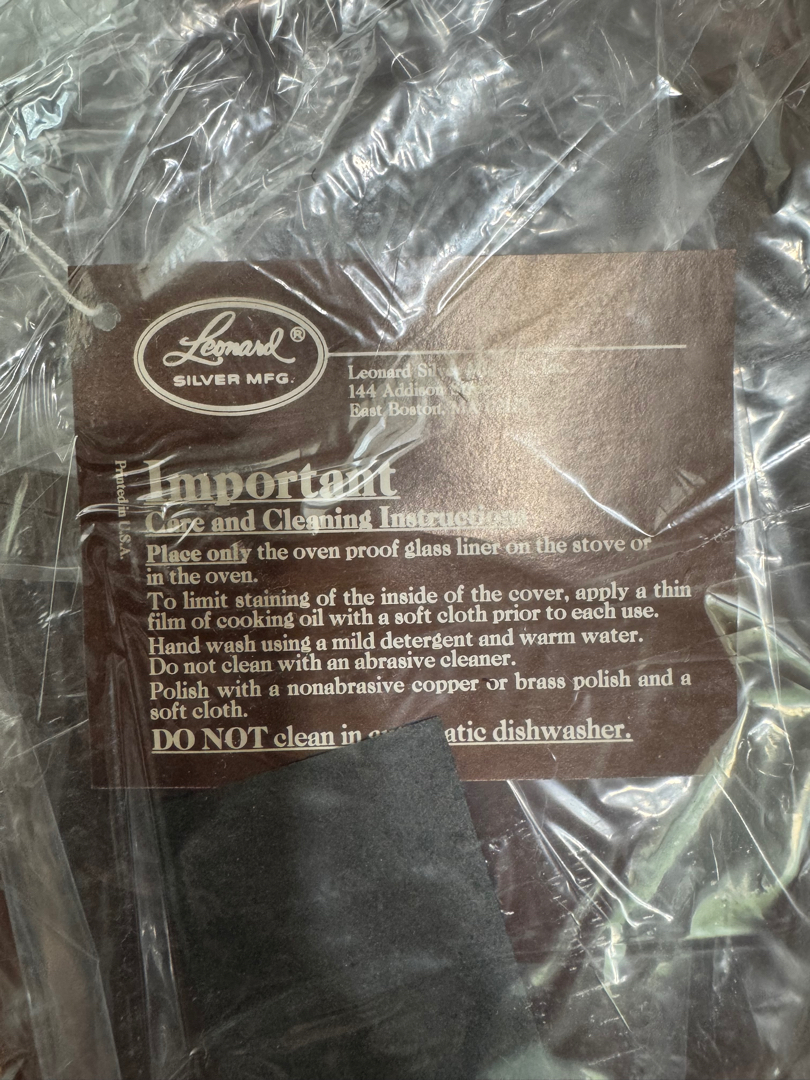 Leonard ®
SILVER MFG.
Leonard
144 Addison
East Boston,
Important
Care and Cleaning Instructions
Place only the oven proof glass liner on the stove or
in the oven.
To limit staining of the inside of the cover, apply a thin
film of cooking oil with a soft cloth prior to each use.
Hand wash using a mild detergent and warm water.
Do not clean with an abrasive cleaner.
Polish with a nonabrasive copper or brass polish and a
soft cloth.
DO NOT clean in dishwasher.
Printed in U.S.A.